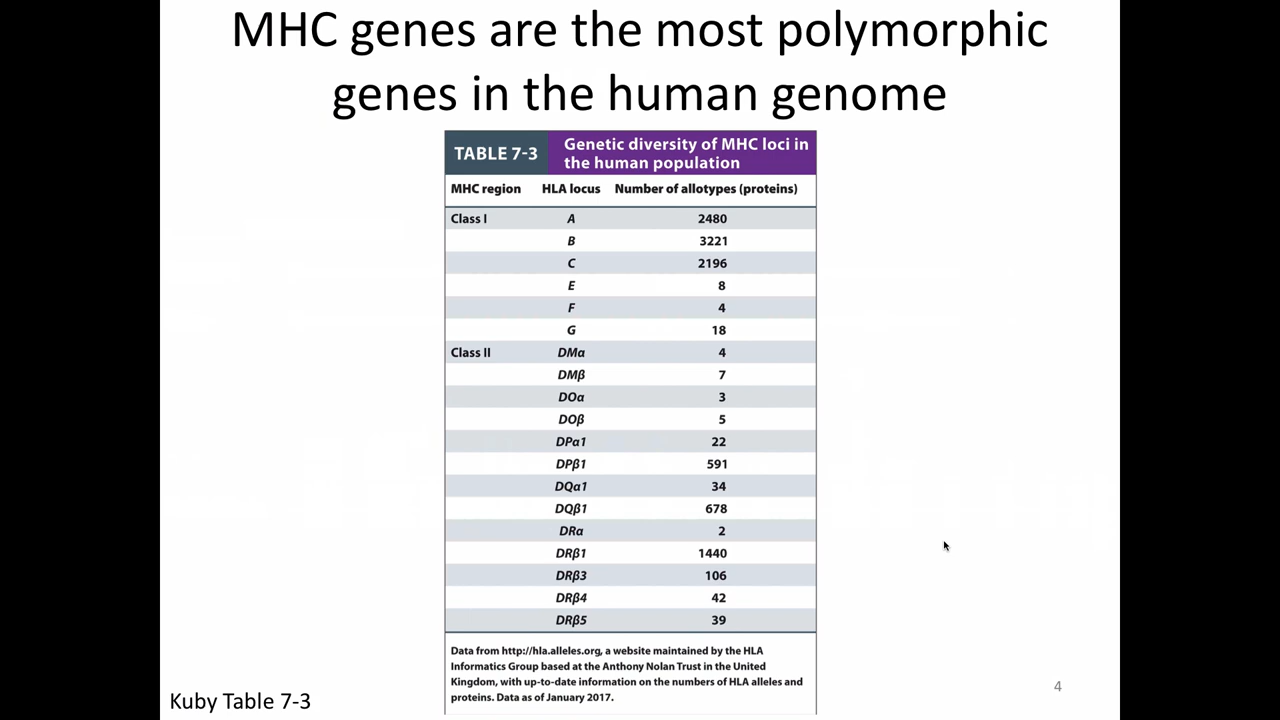 MHC genes are the most polymorphic
genes in the human genome
TABLE 7-3
Genetic diversity of MHC loci in
the human population
MHC region HLA locus Number of allotypes (proteins)
Class I A 2480
B 3221
C 2196
E 8
F 4
G 18
Class II DMα 4
DMβ 7
DOα 3
DOβ 5
DPα1 22
DPβ1 591
DQα1 34
DQβ1 678
DRα 2
DRβ1 1440
DRβ3 106
DRβ4 42
DRβ5 39
Data from http://hla.alleles.org, a website maintained by the HLA
Informatics Group based at the Anthony Nolan Trust in the United
Kingdom, with up-to-date information on the numbers of HLA alleles and
proteins. Data as of January 2017.
Kuby Table 7-3
4